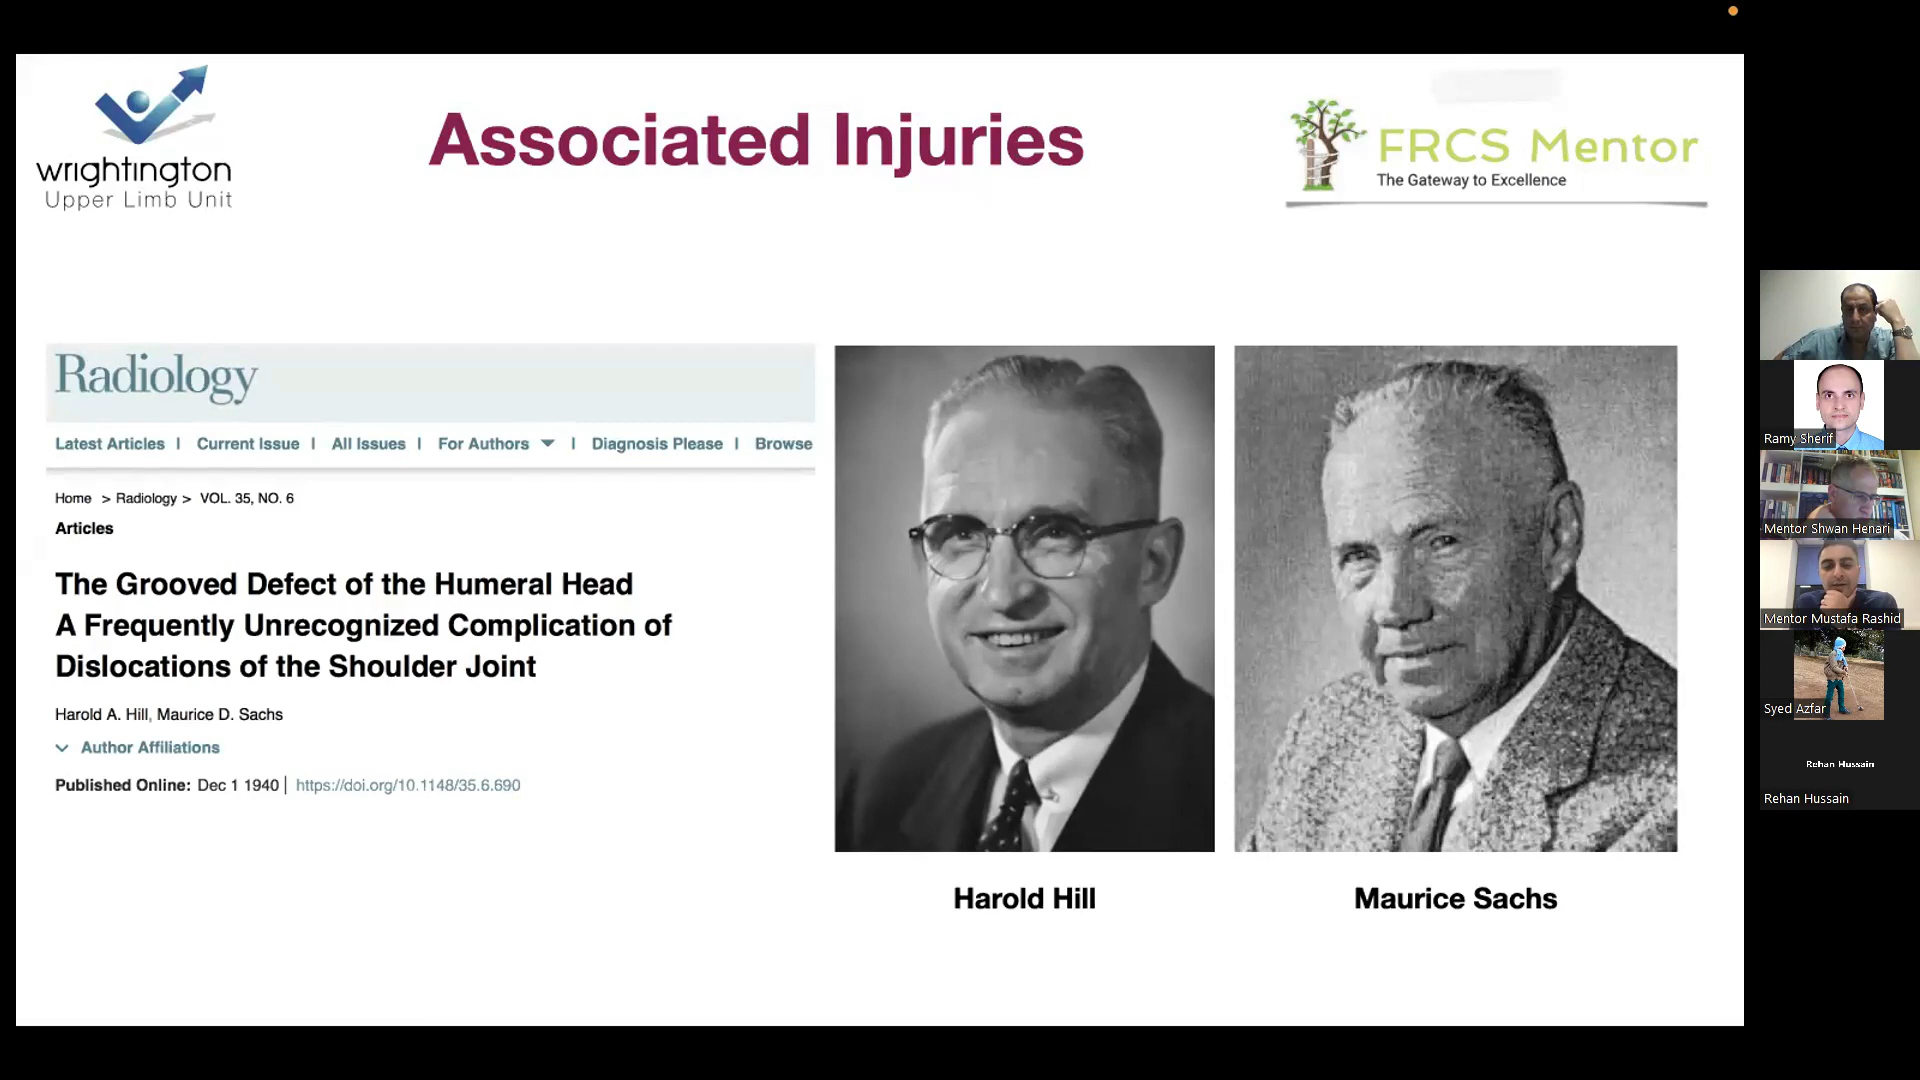 wrightington
Upper Limb Unit
Associated Injuries
FRCS Mentor
The Gateway to Excellence
Radiology
Latest Articles | Current Issue | All Issues | For Authors | Diagnosis Please | Browse
Home > Radiology > VOL. 35, NO. 6
Articles
The Grooved Defect of the Humeral Head
A Frequently Unrecognized Complication of
Dislocations of the Shoulder Joint
Harold A. Hill, Maurice D. Sachs
Author Affiliations
Published Online: Dec 1 1940 | https://doi.org/10.1148/35.6.690
Harold Hill
Maurice Sachs
Ramy Sherif
Mentor Shwan Henari
Mentor Mustafa Rashid
Syed Azfar
Rehan Hussain
Rehan Hussain